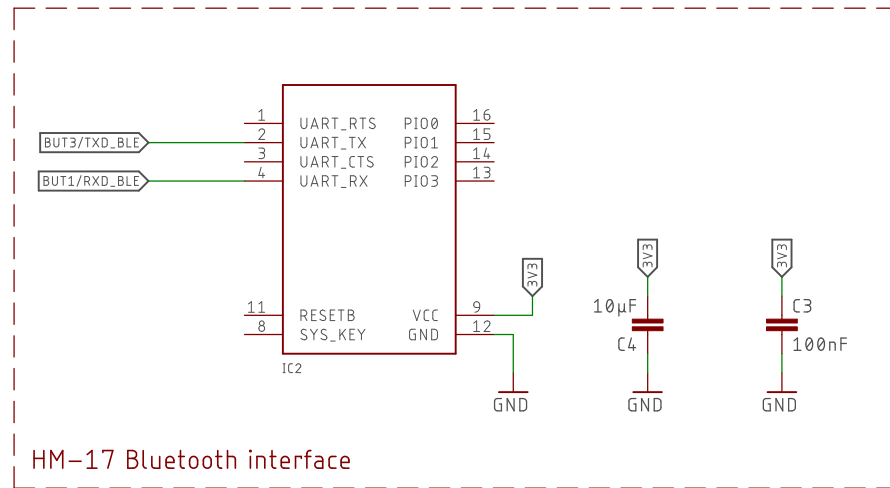 1 UART_RTS PIO0 16
BUT3/TXD_BLE 2 UART_TX PIO1 15
3 UART_CTS PIO2 14
BUT1/RXD_BLE 4 UART_RX PIO3 13
3V3 3V3 3V3
11 RESETB VCC 9 10µF C3
8 SYS_KEY GND 12 C4 100nF
IC2
GND GND GND
HM-17 Bluetooth interface